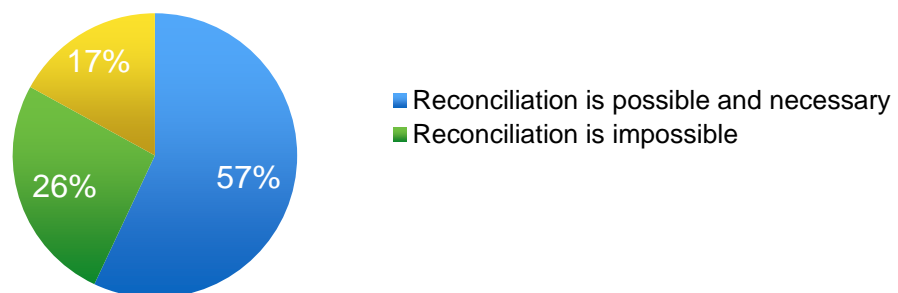 17%
Reconciliation is possible and necessary
Reconciliation is impossible
57%
26%